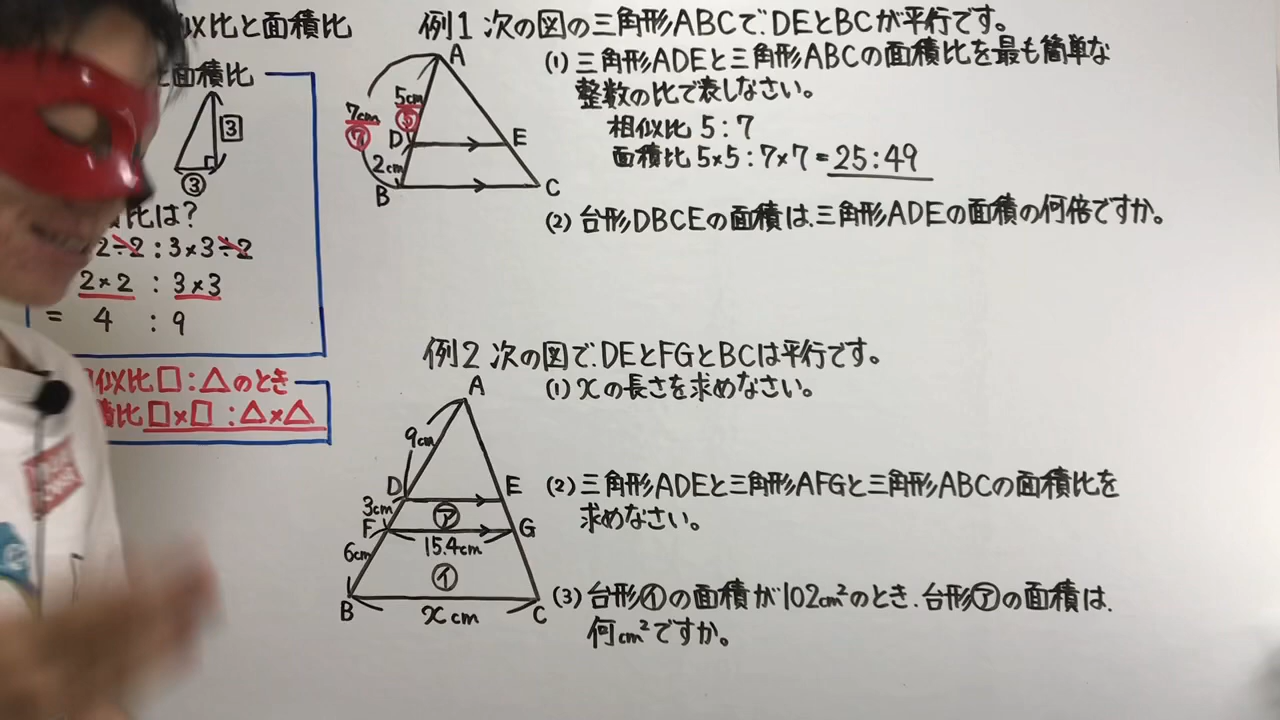 似比と面積比
と面積比
3
③
積比は?
2÷2:3×3÷2
2×2 : 3×3
= 4 : 9
相似比□:△のとき
積比□×□:△×△
例1 次の図の三角形ABCで、DEとBCが平行です。
(1) 三角形ADEと三角形ABCの面積比を最も簡単な
整数の比で表しなさい。
相似比 5:7
面積比 5×5:7×7=25:49
(2) 台形DBCEの面積は、三角形ADEの面積の何倍ですか。
A
5cm
⑤
7cm
⑦
D
E
2cm
B
C
例2 次の図で、DEとFGとBCは平行です。
(1) xの長さを求めなさい。
(2) 三角形ADEと三角形AFGと三角形ABCの面積比を
求めなさい。
(3) 台形㋑の面積が102cm²のとき、台形㋐の面積は、
何cm²ですか。
A
9cm
D
E
3cm
㋐
F
G
15.4cm
6cm
㋑
B
C
xcm